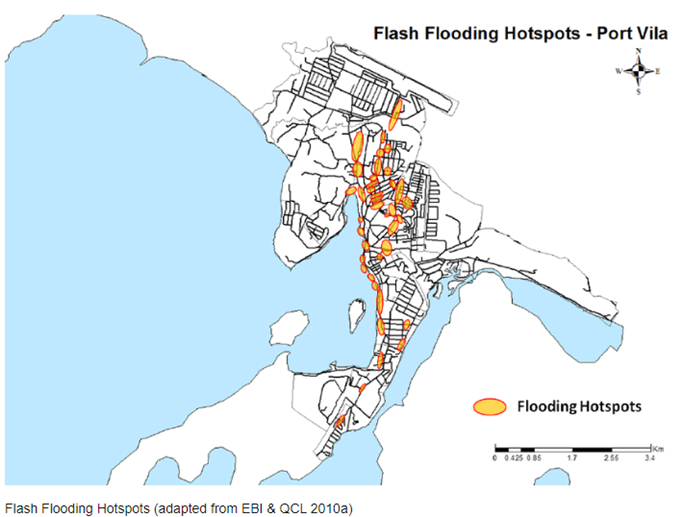 Flash Flooding Hotspots - Port Vila
N
W E
S
Flooding Hotspots
Km
0 0.425 0.85 1.7 2.55 3.4
Flash Flooding Hotspots (adapted from EBI & QCL 2010a)